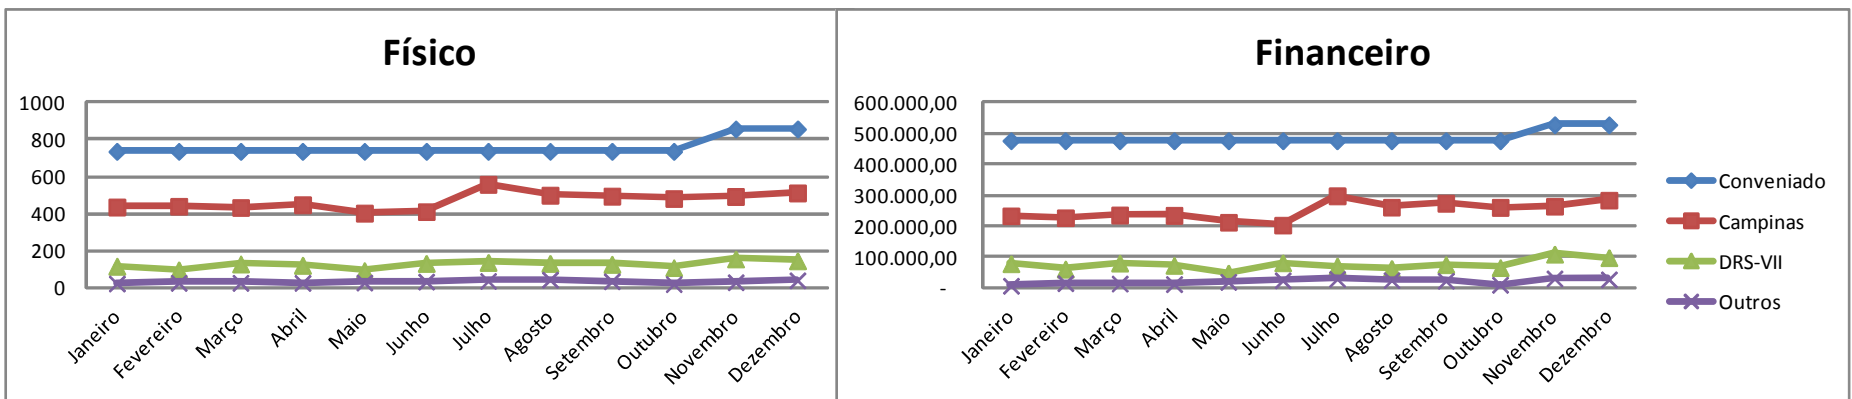 Físico
1000
800
600
400
200
0
Janeiro
Fevereiro
Março
Abril
Maio
Junho
Julho
Agosto
Setembro
Outubro
Novembro
Dezembro
Financeiro
600.000,00
500.000,00
400.000,00
300.000,00
200.000,00
100.000,00
-
Janeiro
Fevereiro
Março
Abril
Maio
Junho
Julho
Agosto
Setembro
Outubro
Novembro
Dezembro
Conveniado
Campinas
DRS-VII
Outros